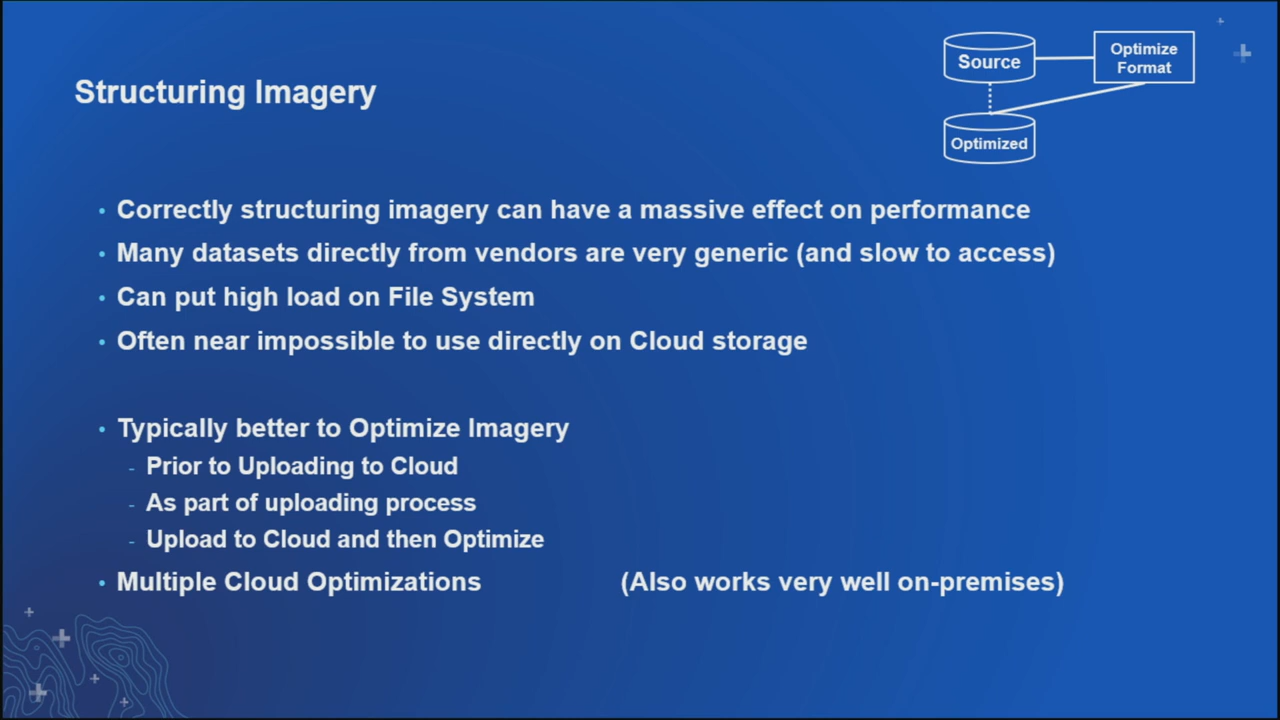 Structuring Imagery
Source
Optimize
Format
Optimized
• Correctly structuring imagery can have a massive effect on performance
• Many datasets directly from vendors are very generic (and slow to access)
• Can put high load on File System
• Often near impossible to use directly on Cloud storage
• Typically better to Optimize Imagery
- Prior to Uploading to Cloud
- As part of uploading process
- Upload to Cloud and then Optimize
• Multiple Cloud Optimizations (Also works very well on-premises)